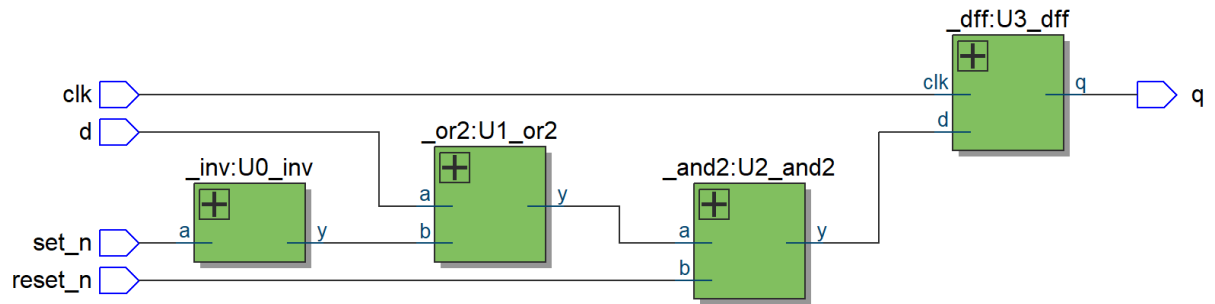 _dff:U3_dff
clk
clk
q
q
d
d
_or2:U1_or2
_inv:U0_inv
_and2:U2_and2
a
y
set_n
a
y
b
a
y
reset_n
b